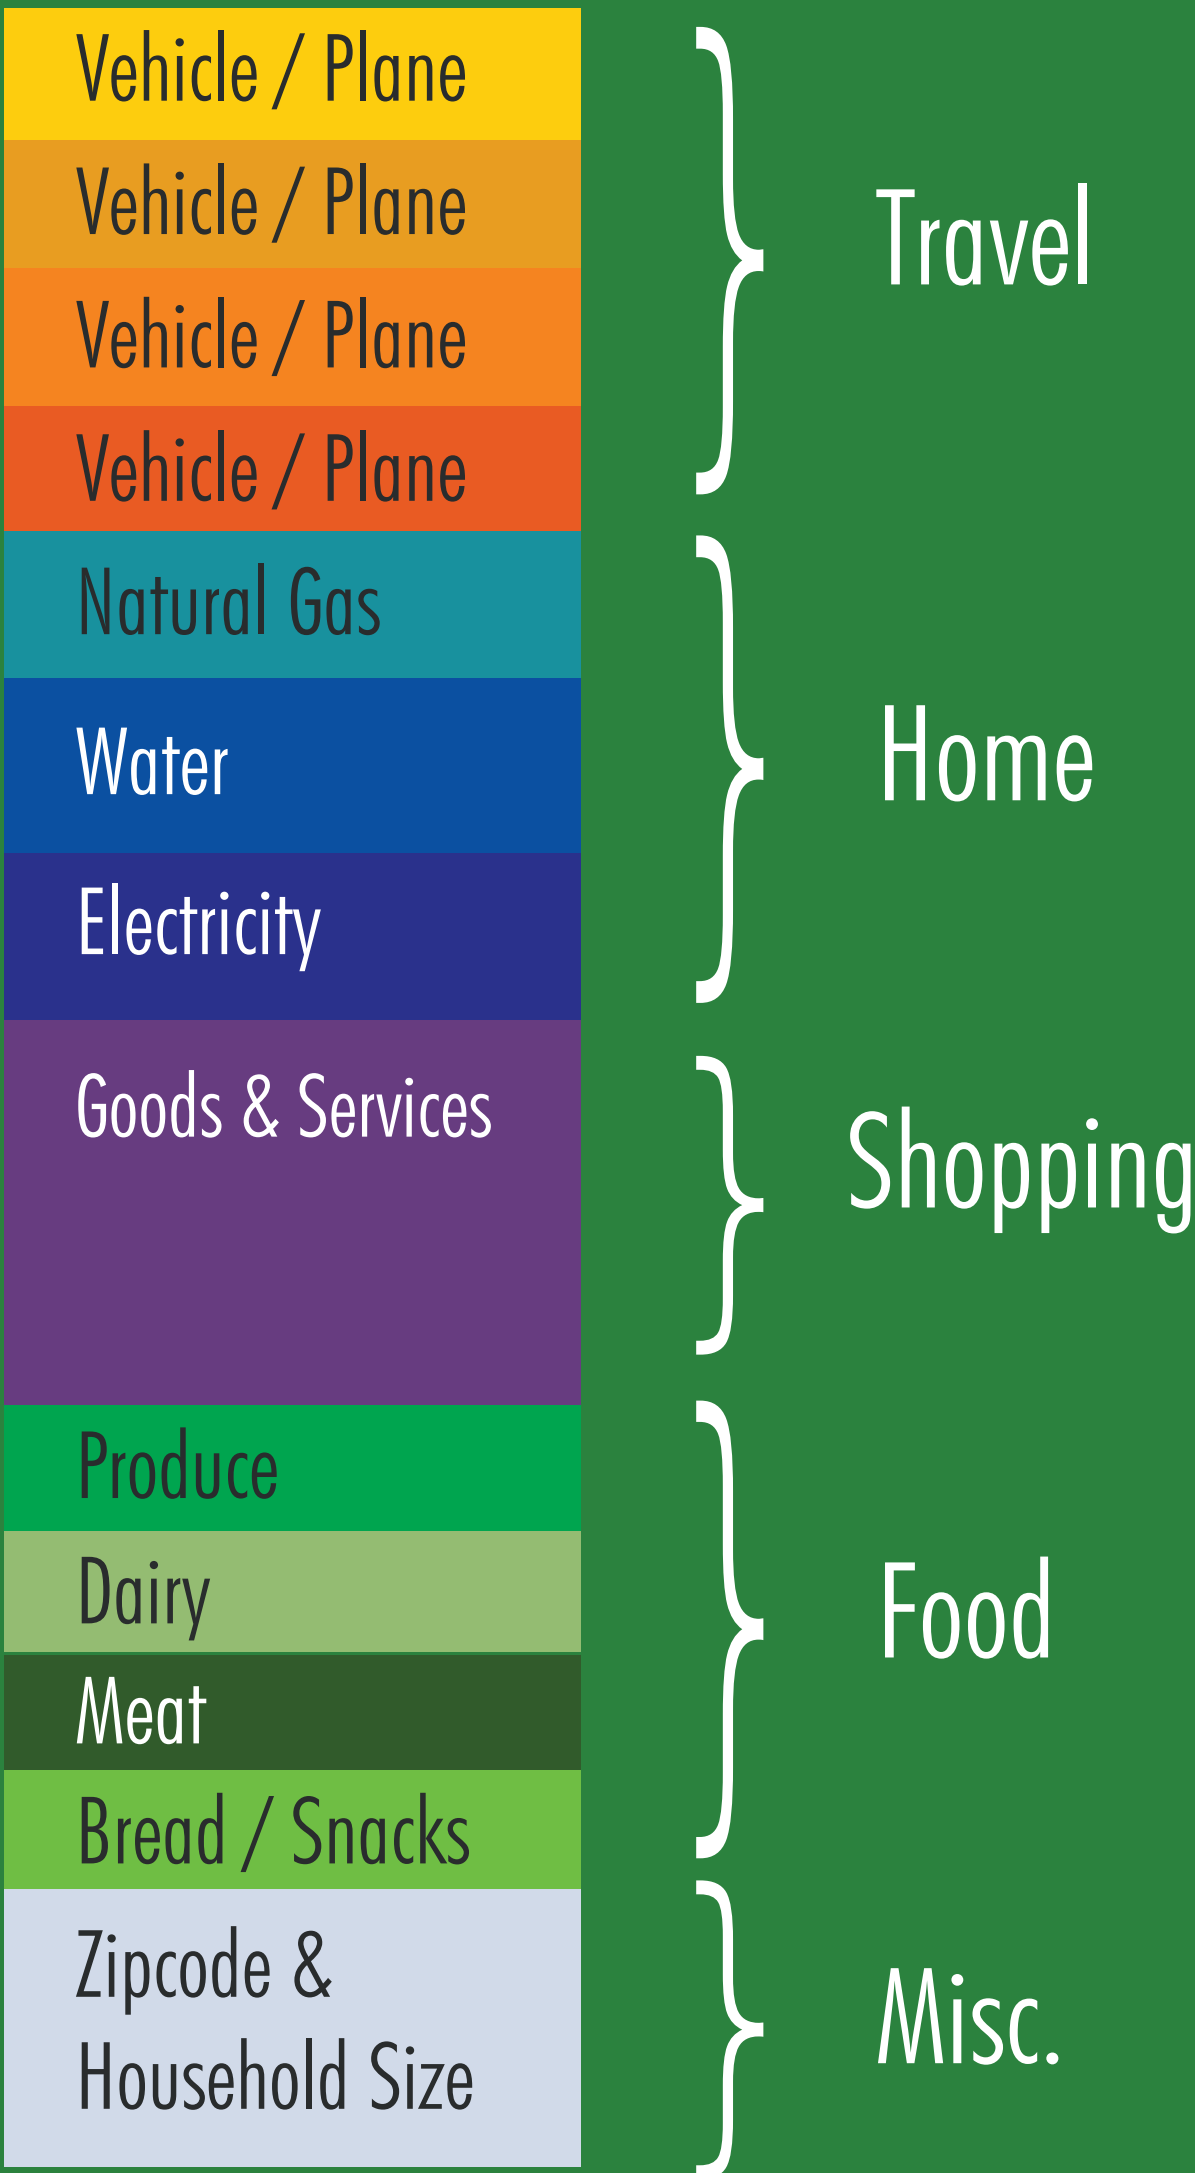 Vehicle / Plane
Vehicle / Plane
Vehicle / Plane
Vehicle / Plane
Travel
Natural Gas
Water
Electricity
Home
Goods & Services
Shopping
Produce
Dairy
Meat
Bread / Snacks
Food
Zipcode &
Household Size
Misc.